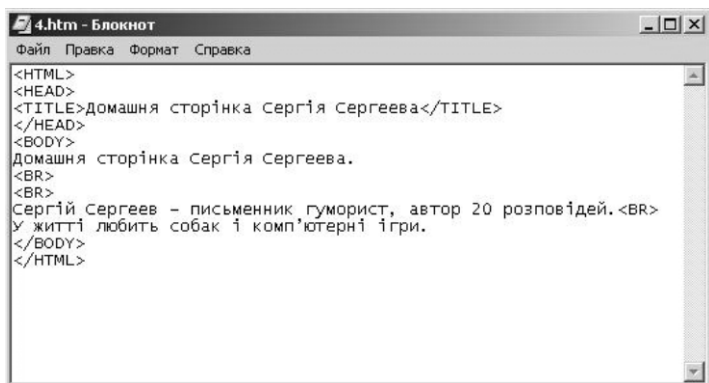 4.htm - Блокнот
Файл Правка Формат Справка
<HTML>
<HEAD>
<TITLE>Домашня сторінка Сергія Сергеева</TITLE>
</HEAD>
<BODY>
Домашня сторінка Сергія Сергеева.
<BR>
<BR>
Сергій Сергеев – письменник гуморист, автор 20 розповідей.<BR>
У житті любить собак і комп'ютерні ігри.
</BODY>
</HTML>